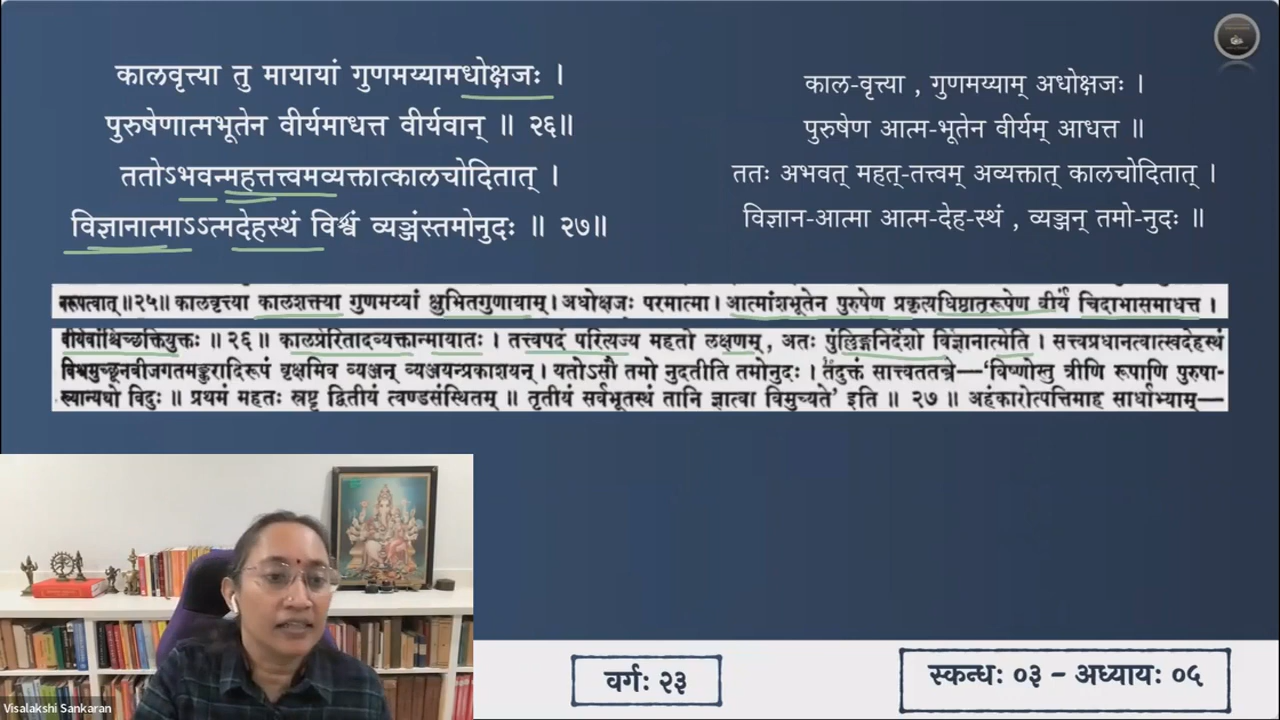 कालवृत्त्या तु मायायां गुणमय्यामधोक्षजः ।
पुरुषेणात्मभूतेन वीर्यमाधत्त वीर्यवान् ॥ २६॥
ततोऽभवन्महत्तत्त्वमव्यक्तात्कालचोदितात् ।
विज्ञानात्माऽऽत्मदेहस्थं विश्वं व्यञ्जंस्तमोनुदः ॥ २७॥
काल-वृत्त्या , गुणमय्याम् अधोक्षजः ।
पुरुषेण आत्म-भूतेन वीर्यम् आधत्त ॥
ततः अभवत् महत्-तत्त्वम् अव्यक्तात् कालचोदितात् ।
विज्ञान-आत्मा आत्म-देह-स्थं , व्यञ्जन् तमो-नुदः ॥
॥२५॥ कालवृत्त्या कालशक्त्या गुणमय्यां क्षुभितगुणायाम् । अधोक्षजः परमात्मा । आत्मांशभूतेन पुरुषेण प्रकृत्यधिष्ठातृरूपेण वीर्यं चिदाभासमाधत्त ।
वीर्यवांश्चिच्छक्तियुक्तः ॥ २६ ॥ कालप्रेरितादव्यक्तान्मायातः । तत्त्वपदं परित्यज्य महतो लक्षणम्, अतः पुंलिङ्गनिर्देशो विज्ञानात्मेति । सत्त्वप्रधानत्वात्स्वदेहस्थं
विश्वमुच्छूनबीजगतमङ्कुरादिरूपं वृक्षमिव व्यञ्जन् व्यञ्जयन्प्रकाशयन् । यतोऽसौ तमो नुदतीति तमोनुदः । तदुक्तं सात्त्वततन्त्रे—'विष्णोस्तु त्रीणि रूपाणि पुरुषा-
ख्यान्यथो विदुः ॥ प्रथमं महतः स्रष्टृ द्वितीयं त्वण्डसंस्थितम् ॥ तृतीयं सर्वभूतस्थं तानि ज्ञात्वा विमुच्यते' इति ॥ २७ ॥ अहंकारोत्पत्तिमाह सार्धाभ्याम्—
Visalakshi Sankaran
वर्गः २३
स्कन्धः ०३ – अध्यायः ०५